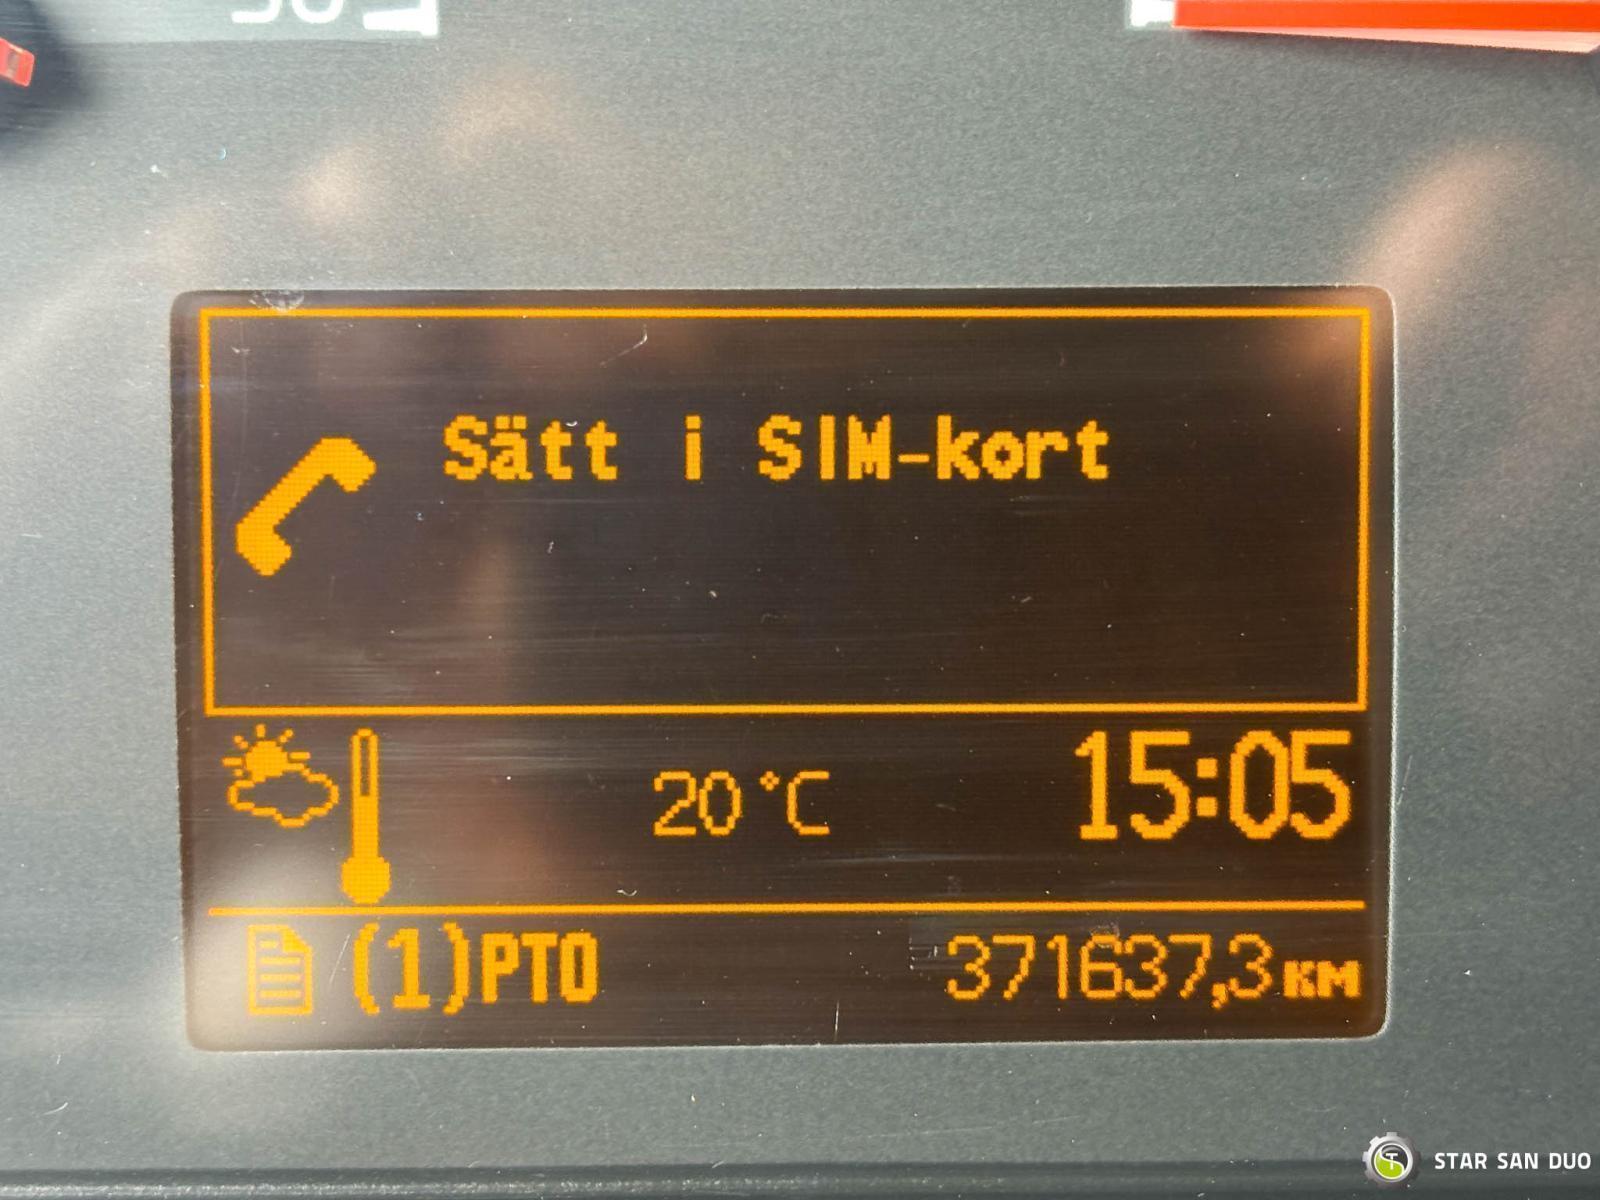 Sätt i SIM-kort
20°C
15:05
(1)PTO
371637,3км
STAR SAN DUO